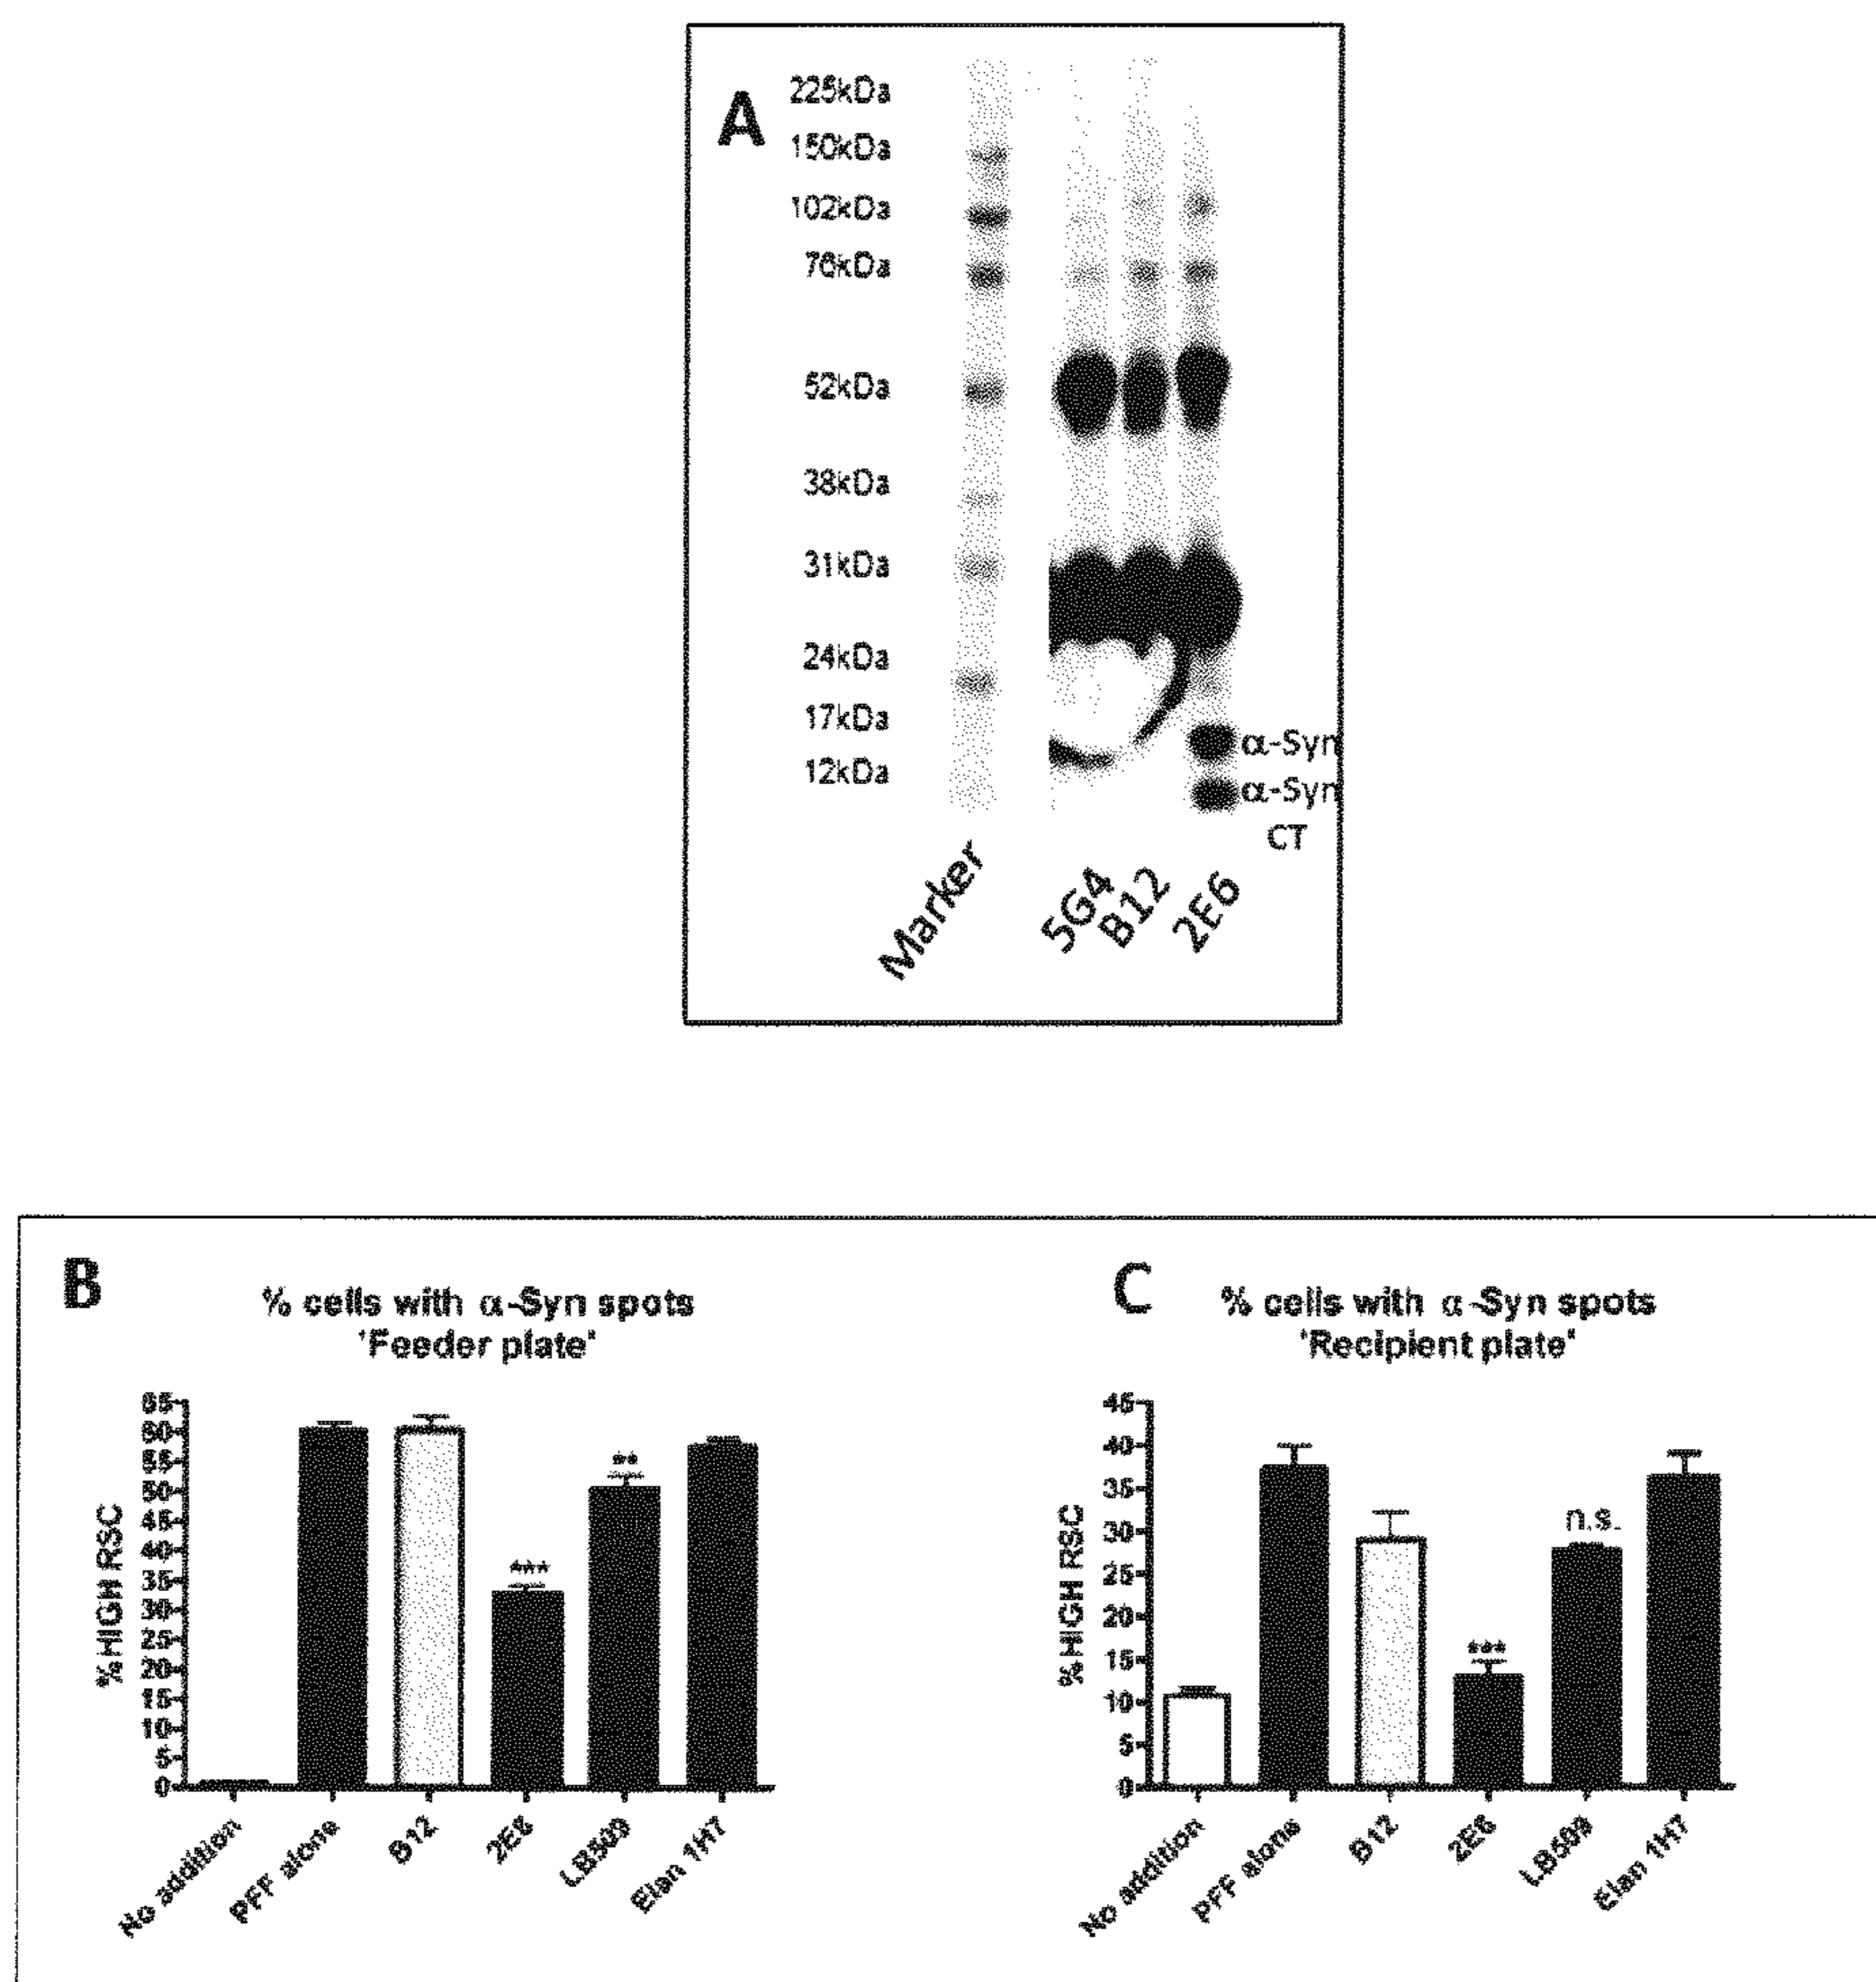 A
225kDa
150kDa
102kDa
76kDa
52kDa
38kDa
31kDa
24kDa
17kDa
12kDa
α-Syn
α-Syn
CT
Marker
5G4
B12
2E6
B
% cells with α-Syn spots
'Feeder plate'
% HIGH RSC
65
60
55
50
45
40
35
30
25
20
15
10
5
0
***
**
No addition
PFF alone
B12
2E6
LB509
Elan 1H7
C
% cells with α-Syn spots
'Recipient plate'
% HIGH RSC
45
40
35
30
25
20
15
10
5
0
***
n.s.
No addition
PFF alone
B12
2E6
LB509
Elan 1H7